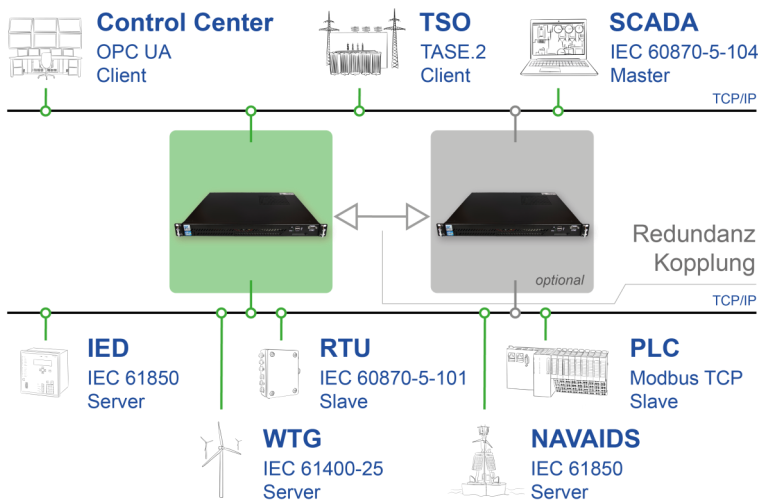 Control Center
OPC UA
Client
TSO
TASE.2
Client
SCADA
IEC 60870-5-104
Master
TCP/IP
optional
Redundanz
Kopplung
TCP/IP
IED
IEC 61850
Server
RTU
IEC 60870-5-101
Slave
PLC
Modbus TCP
Slave
WTG
IEC 61400-25
Server
NAVAIDS
IEC 61850
Server